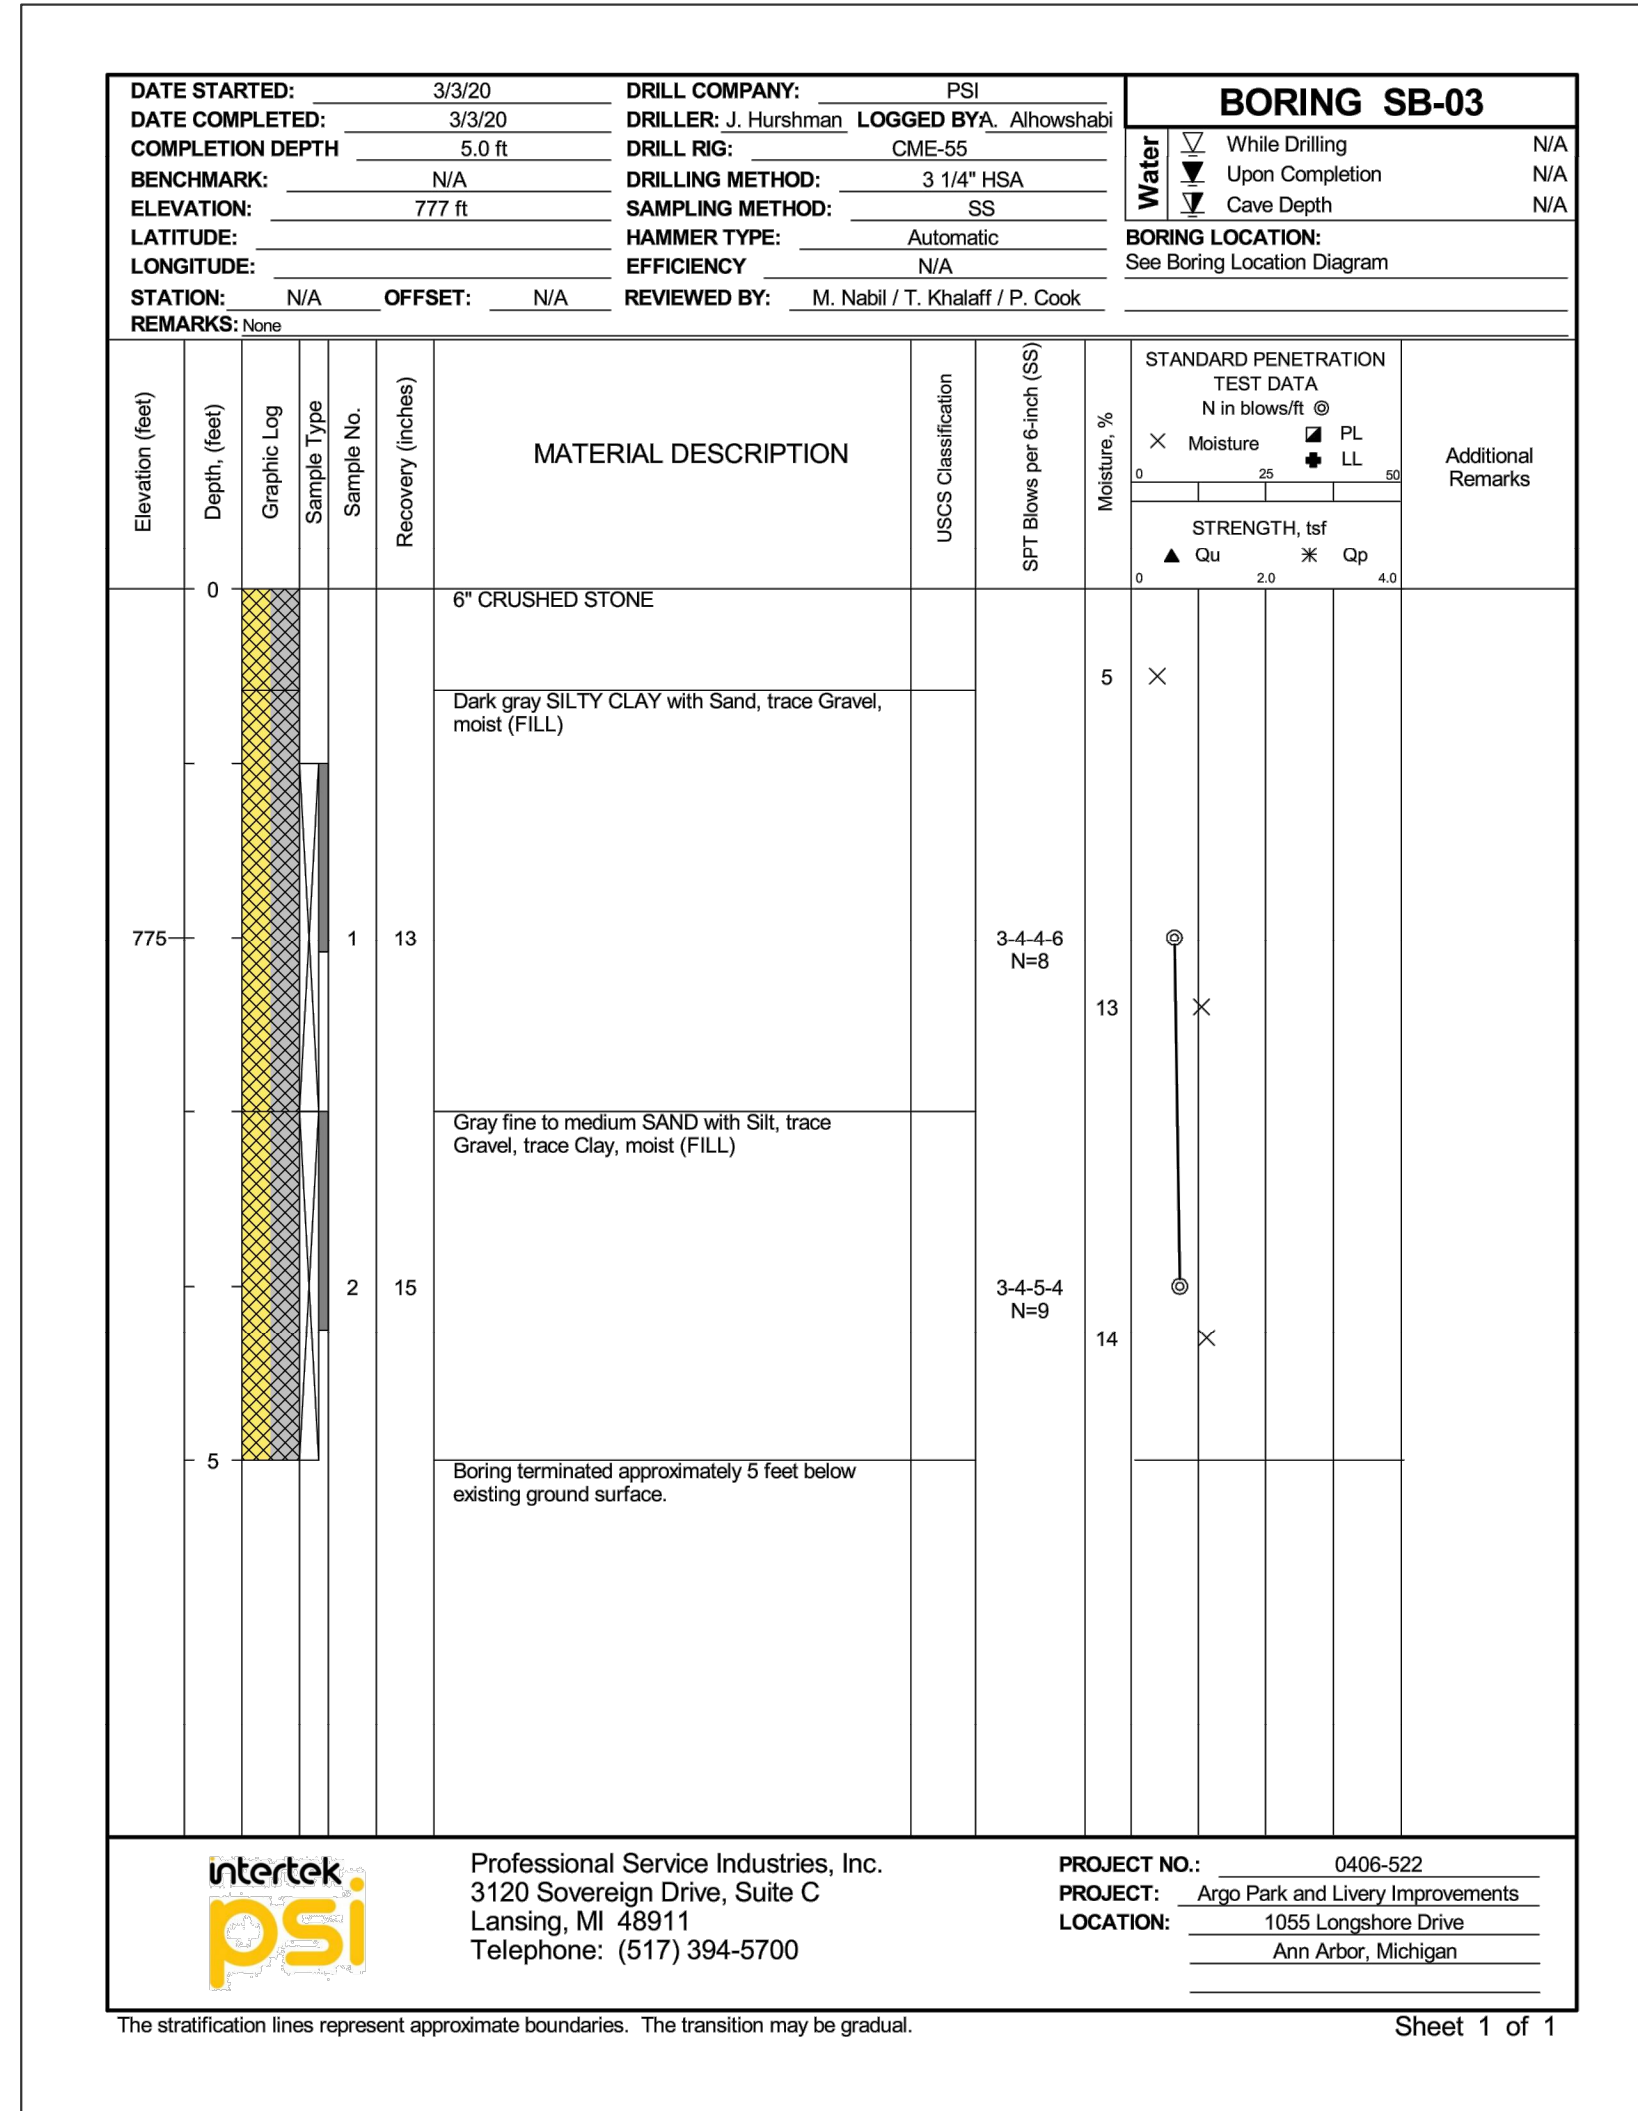 DATE STARTED: 3/3/20
DATE COMPLETED: 3/3/20
COMPLETION DEPTH 5.0 ft
BENCHMARK: N/A
ELEVATION: 777 ft
LATITUDE:
LONGITUDE:
STATION: N/A OFFSET: N/A
REMARKS: None
DRILL COMPANY: PSI
DRILLER: J. Hurshman LOGGED BY: A. Alhowshabi
DRILL RIG: CME-55
DRILLING METHOD: 3 1/4" HSA
SAMPLING METHOD: SS
HAMMER TYPE: Automatic
EFFICIENCY N/A
REVIEWED BY: M. Nabil / T. Khalaff / P. Cook
BORING SB-03
Water
While Drilling N/A
Upon Completion N/A
Cave Depth N/A
BORING LOCATION:
See Boring Location Diagram
Elevation (feet)
Depth, (feet)
Graphic Log
Sample Type
Sample No.
Recovery (inches)
MATERIAL DESCRIPTION
USCS Classification
SPT Blows per 6-inch (SS)
Moisture, %
STANDARD PENETRATION
TEST DATA
N in blows/ft
Moisture
PL
LL
0 25 50
STRENGTH, tsf
Qu Qp
0 2.0 4.0
Additional
Remarks
0
6" CRUSHED STONE
5
Dark gray SILTY CLAY with Sand, trace Gravel,
moist (FILL)
775 1 13 3-4-4-6
N=8
13
Gray fine to medium SAND with Silt, trace
Gravel, trace Clay, moist (FILL)
2 15 3-4-5-4
N=9
14
5
Boring terminated approximately 5 feet below
existing ground surface.
intertek
psi
Professional Service Industries, Inc.
3120 Sovereign Drive, Suite C
Lansing, MI 48911
Telephone: (517) 394-5700
PROJECT NO.: 0406-522
PROJECT: Argo Park and Livery Improvements
LOCATION: 1055 Longshore Drive
Ann Arbor, Michigan
The stratification lines represent approximate boundaries. The transition may be gradual.
Sheet 1 of 1